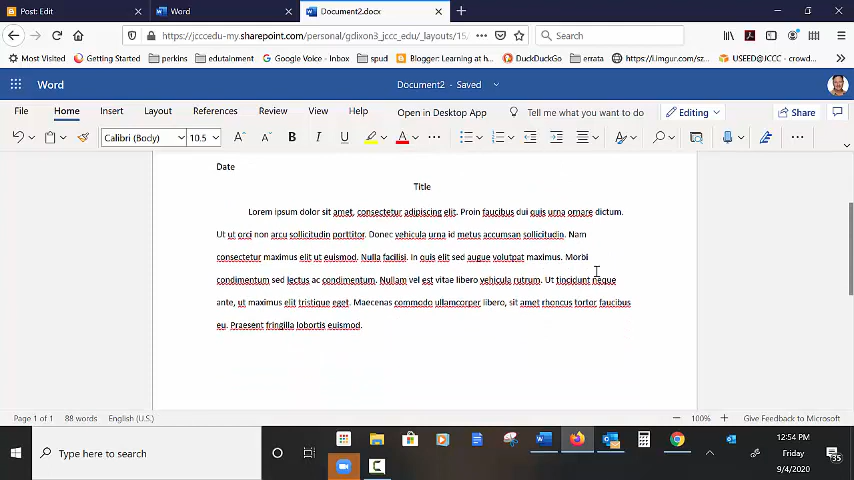 Post: Edit
Word
Document2.docx
https://jcccedu-my.sharepoint.com/personal/gdixon3_jccc_edu/_layouts/15/
Search
Most Visited
Getting Started
perkins
edutainment
Google Voice - Inbox
spud
Blogger: Learning at h...
DuckDuckGo
errata
https://i.imgur.com/sz...
USEED@JCCC - crowd...
Word
Document2 - Saved
File
Home
Insert
Layout
References
Review
View
Help
Open in Desktop App
Tell me what you want to do
Editing
Share
Calibri (Body)
10.5
B
I
U
A
Date
Title
Lorem ipsum dolor sit amet, consectetur adipiscing elit. Proin faucibus dui quis urna ornare dictum.
Ut ut orci non arcu sollicitudin porttitor. Donec vehicula urna id metus accumsan sollicitudin. Nam
consectetur maximus elit ut euismod. Nulla facilisi. In quis elit sed augue volutpat maximus. Morbi
condimentum sed lectus ac condimentum. Nullam vel est vitae libero vehicula rutrum. Ut tincidunt neque
ante, ut maximus elit tristique eget. Maecenas commodo ullamcorper libero, sit amet rhoncus tortor faucibus
eu. Praesent fringilla lobortis euismod.
Page 1 of 1
88 words
English (U.S.)
100%
Give Feedback to Microsoft
Type here to search
12:54 PM
Friday
9/4/2020
35